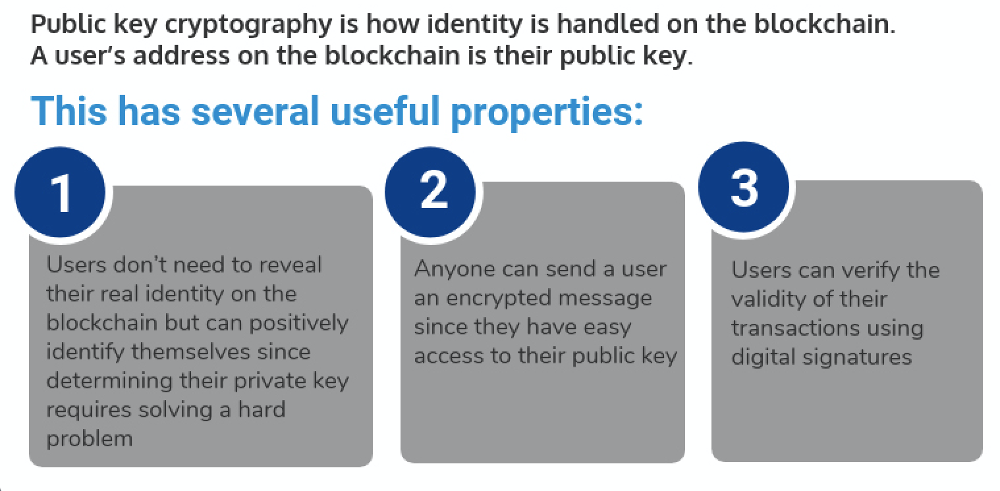 Public key cryptography is how identity is handled on the blockchain.
A user’s address on the blockchain is their public key.
This has several useful properties:
1
Users don’t need to reveal
their real identity on the
blockchain but can positively
identify themselves since
determining their private key
requires solving a hard
problem
2
Anyone can send a user
an encrypted message
since they have easy
access to their public key
3
Users can verify the
validity of their
transactions using
digital signatures